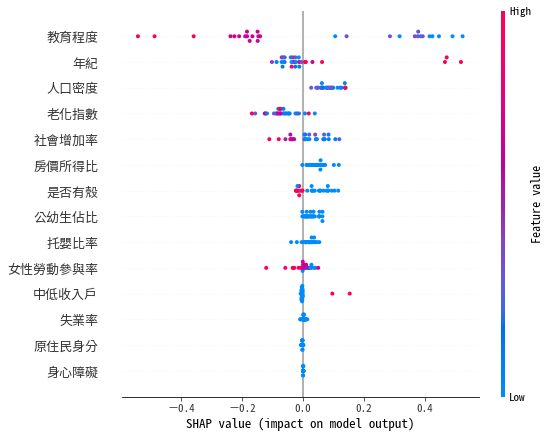 High
教育程度
年紀
人口密度
老化指數
社會增加率
房價所得比
是否有殼
公幼生佔比
托嬰比率
女性勞動參與率
中低收入戶
失業率
原住民身分
身心障礙
Feature value
Low
−0.4 −0.2 0.0 0.2 0.4
SHAP value (impact on model output)